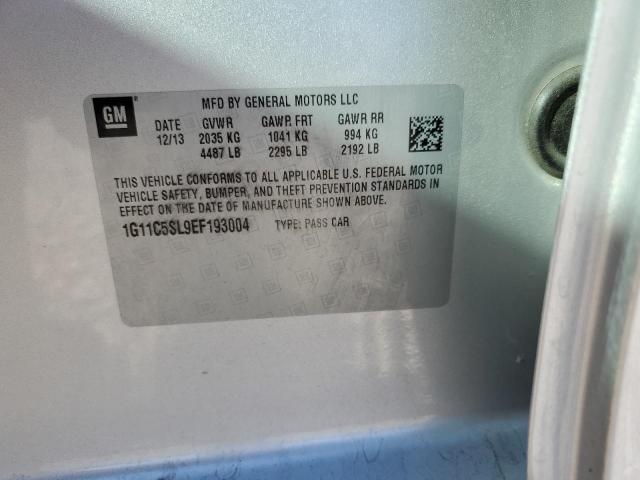 GM ®
MFD BY GENERAL MOTORS LLC
DATE GVWR GAWR FRT GAWR RR
12/13 2035 KG 1041 KG 994 KG
4487 LB 2295 LB 2192 LB
THIS VEHICLE CONFORMS TO ALL APPLICABLE U.S. FEDERAL MOTOR
VEHICLE SAFETY, BUMPER, AND THEFT PREVENTION STANDARDS IN
EFFECT ON THE DATE OF MANUFACTURE SHOWN ABOVE.
1G11C5SL9EF193004 TYPE: PASS CAR